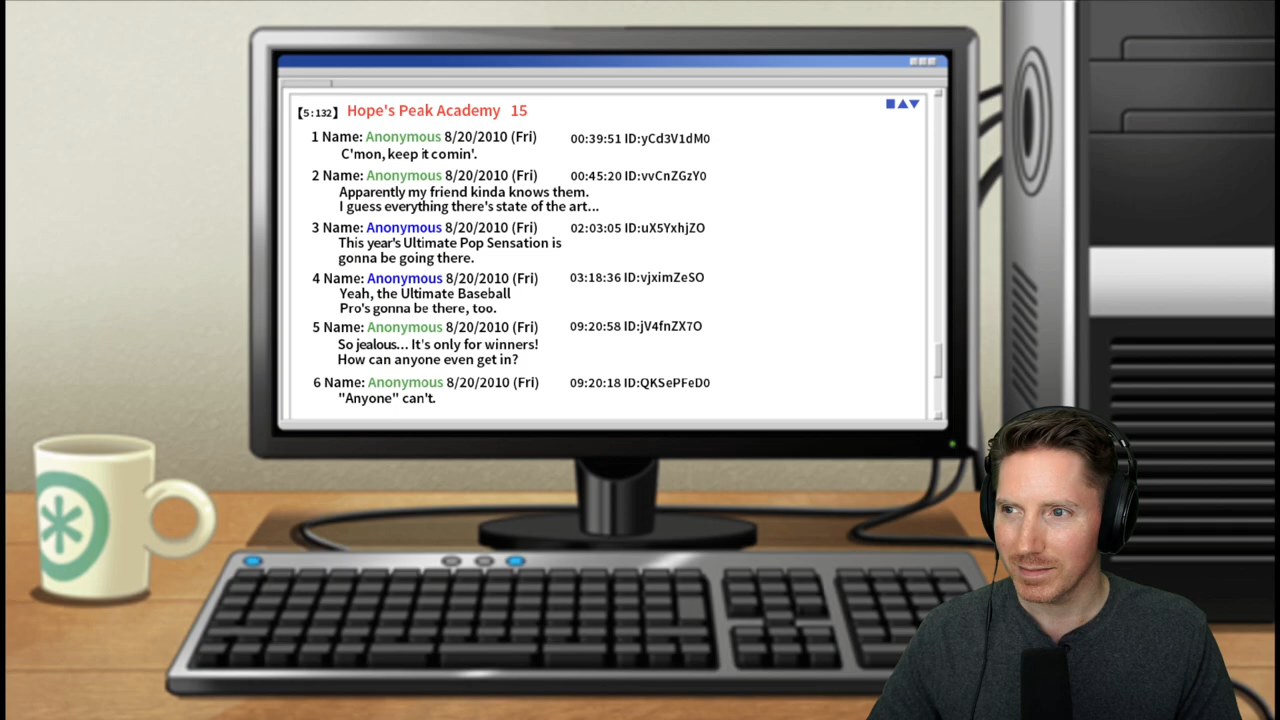 【5:132】 Hope's Peak Academy 15
1 Name: Anonymous 8/20/2010 (Fri) 00:39:51 ID:yCd3V1dM0
C'mon, keep it comin'.
2 Name: Anonymous 8/20/2010 (Fri) 00:45:20 ID:vvCnZGzY0
Apparently my friend kinda knows them.
I guess everything there's state of the art...
3 Name: Anonymous 8/20/2010 (Fri) 02:03:05 ID:uX5YxhjZO
This year's Ultimate Pop Sensation is
gonna be going there.
4 Name: Anonymous 8/20/2010 (Fri) 03:18:36 ID:vjximZeSO
Yeah, the Ultimate Baseball
Pro's gonna be there, too.
5 Name: Anonymous 8/20/2010 (Fri) 09:20:58 ID:jV4fnZX7O
So jealous... It's only for winners!
How can anyone even get in?
6 Name: Anonymous 8/20/2010 (Fri) 09:20:18 ID:QKSePFeD0
"Anyone" can't.